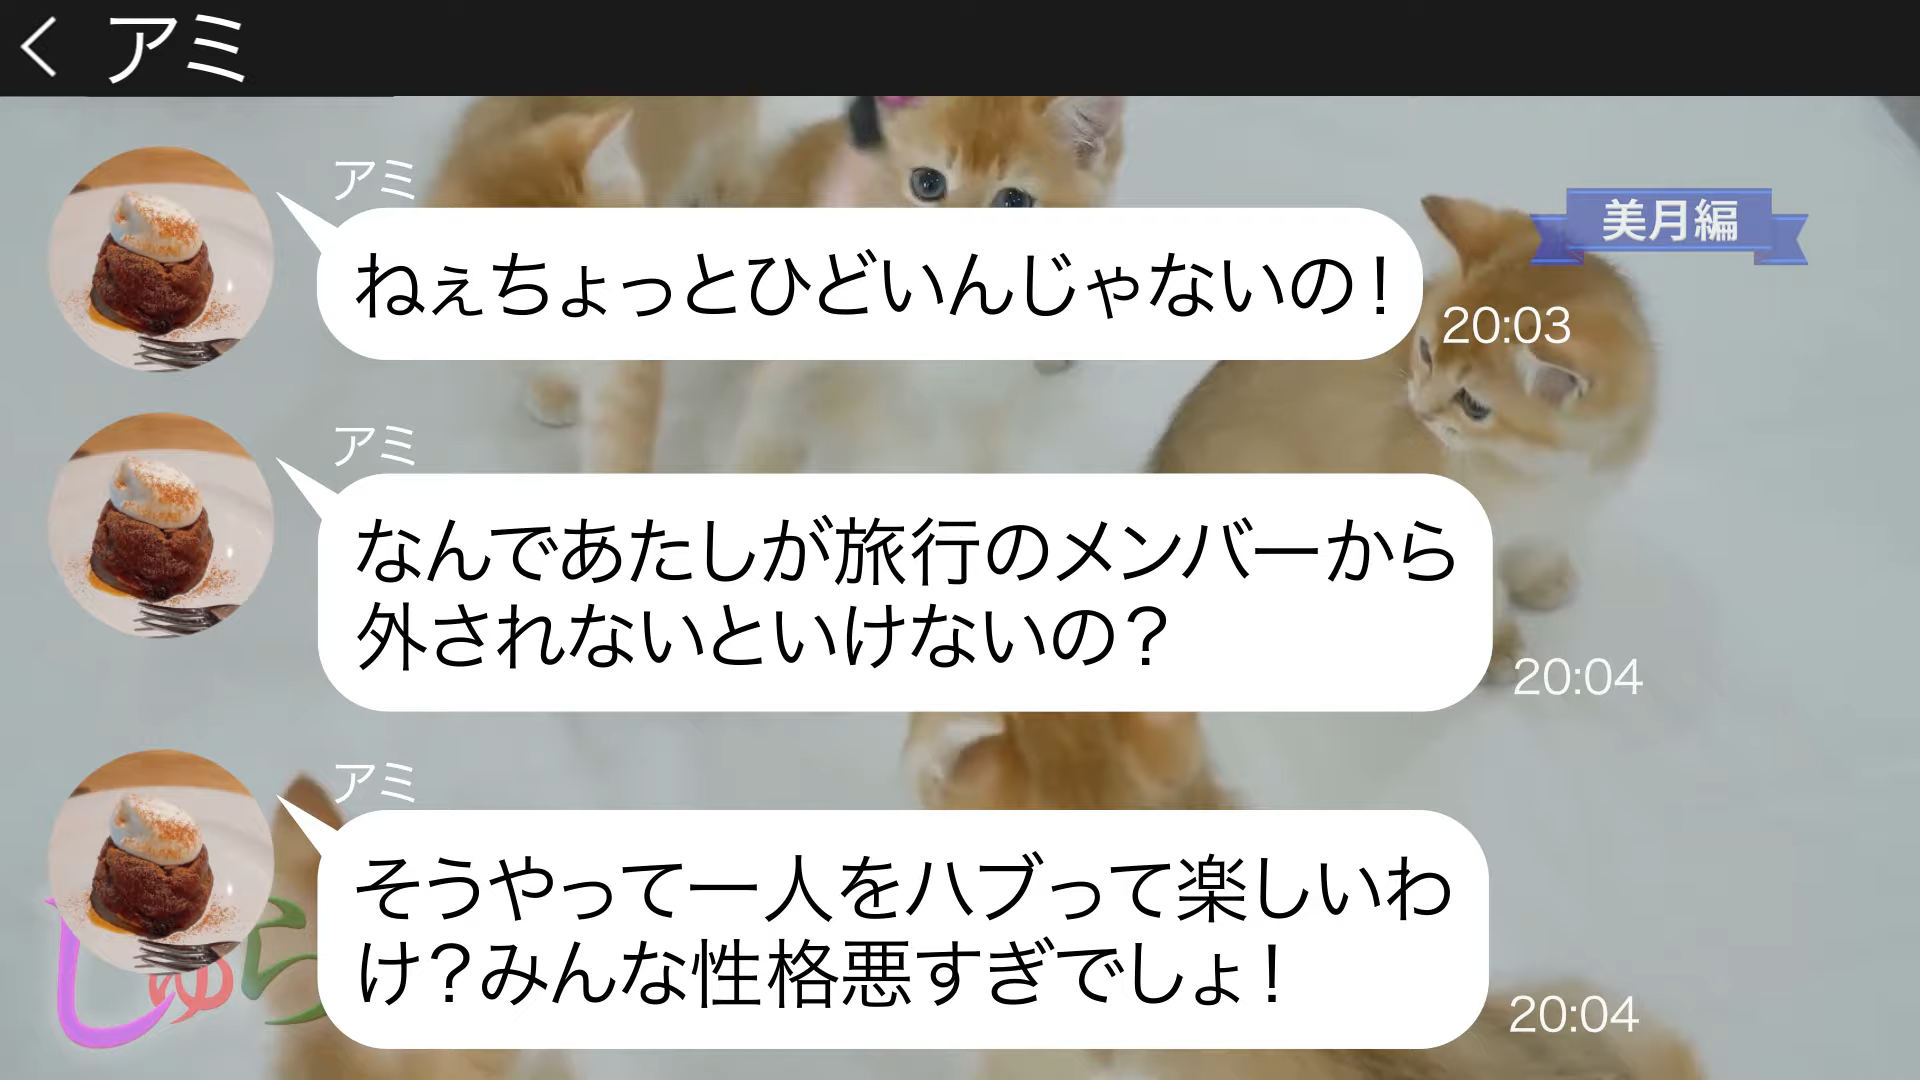 アミ
美月編
アミ
ねぇちょっとひどいんじゃないの！
20:03
アミ
なんであたしが旅行のメンバーから
外されないといけないの？
20:04
アミ
そうやって一人をハブって楽しいわ
け？みんな性格悪すぎでしょ！
20:04
しゅら